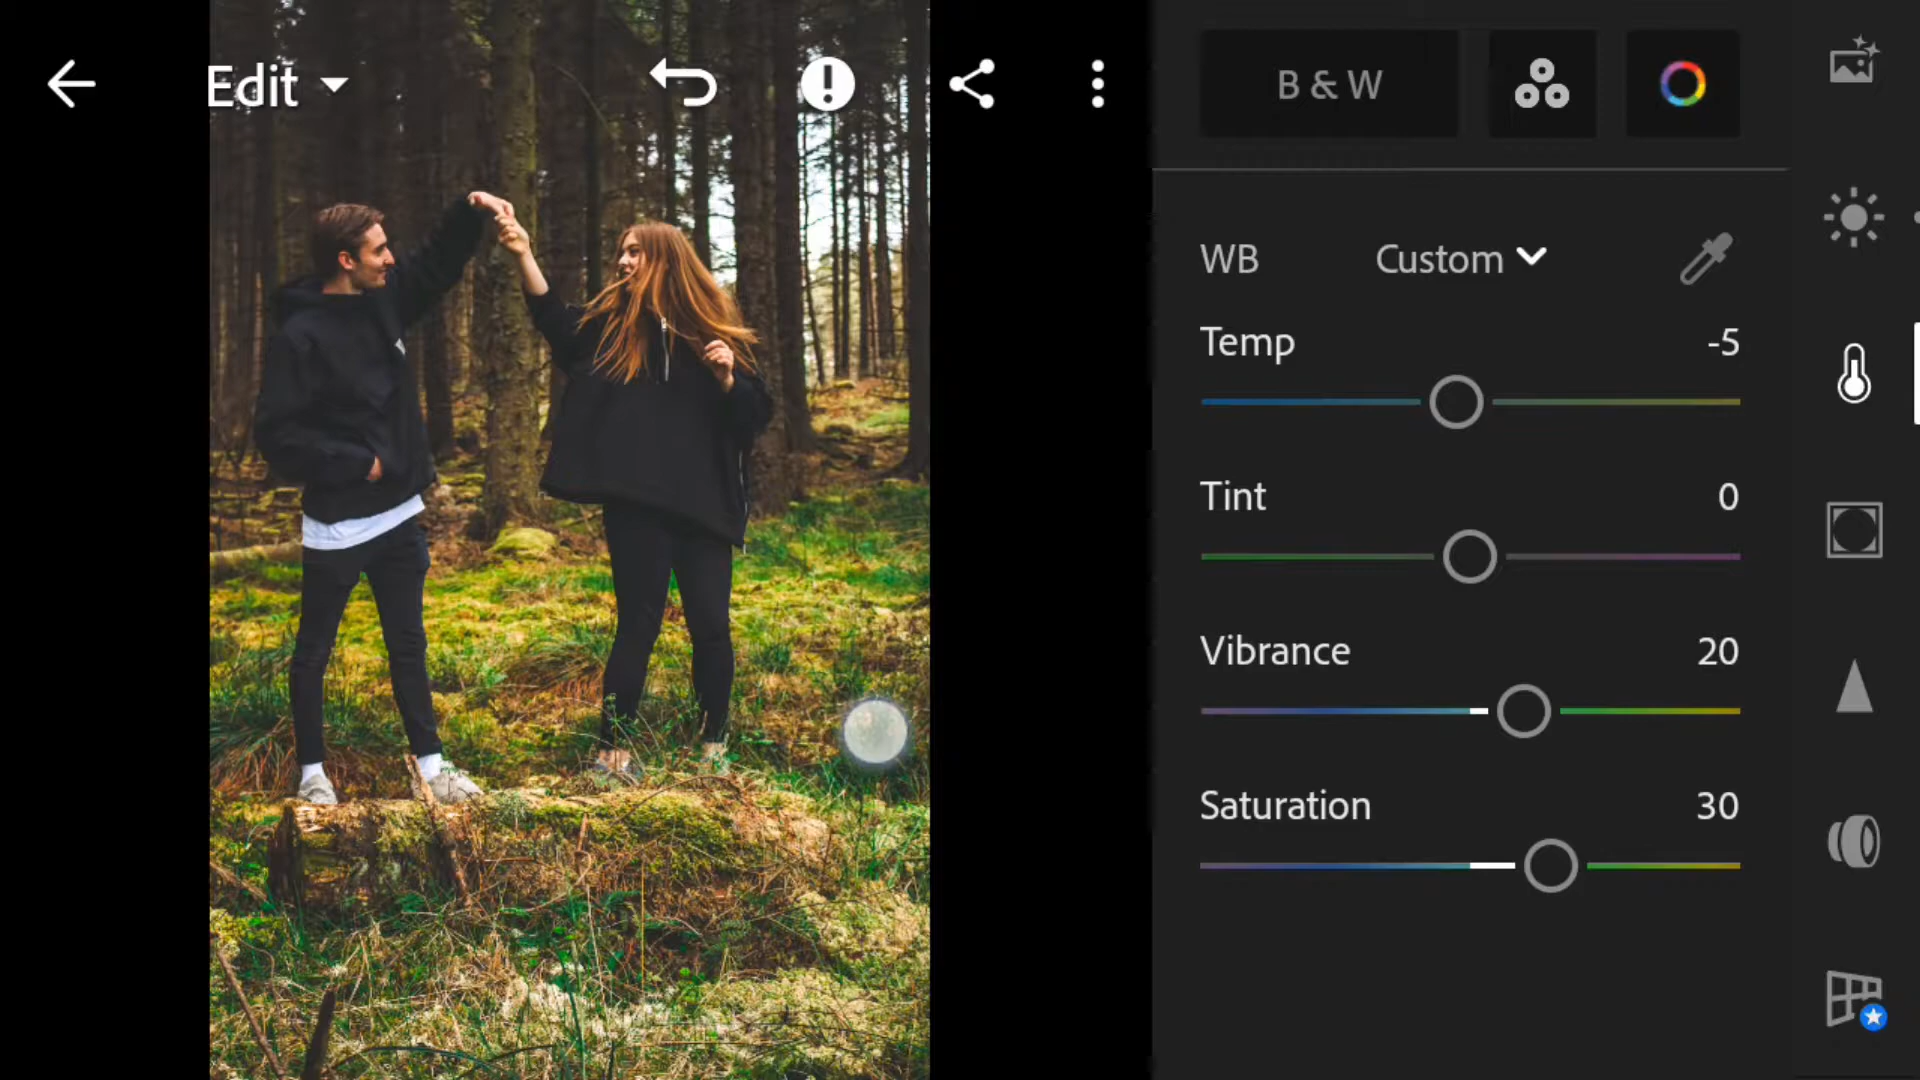 Edit
B & W
WB Custom
Temp -5
Tint 0
Vibrance 20
Saturation 30